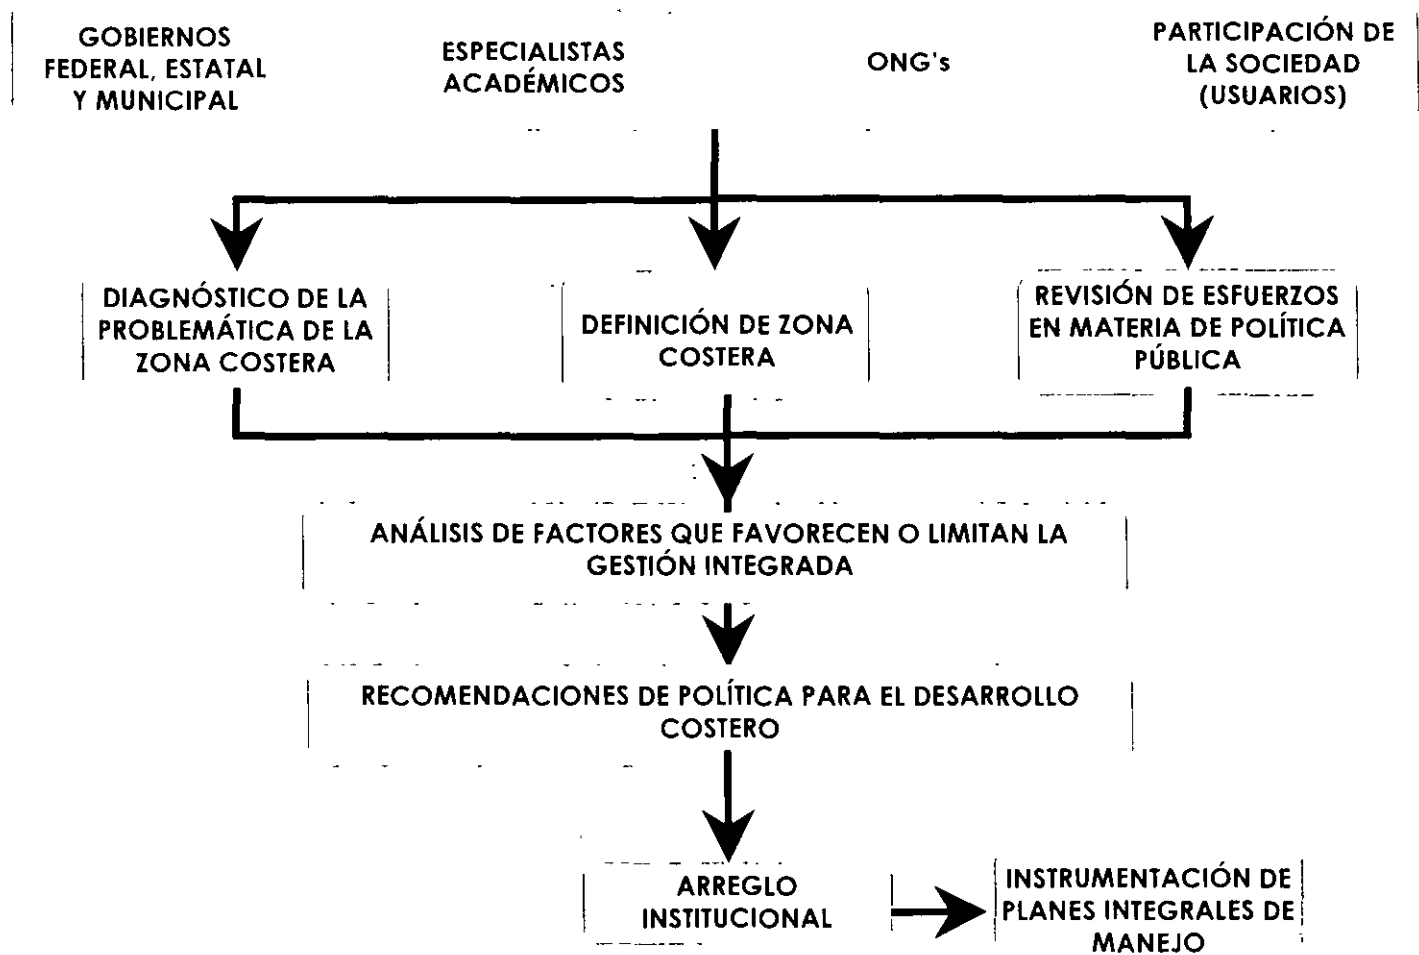 GOBIERNOS
FEDERAL, ESTATAL
Y MUNICIPAL
ESPECIALISTAS
ACADÉMICOS
ONG's
PARTICIPACIÓN DE
LA SOCIEDAD
(USUARIOS)
DIAGNÓSTICO DE LA
PROBLEMÁTICA DE LA
ZONA COSTERA
DEFINICIÓN DE ZONA
COSTERA
REVISIÓN DE ESFUERZOS
EN MATERIA DE POLÍTICA
PÚBLICA
ANÁLISIS DE FACTORES QUE FAVORECEN O LIMITAN LA
GESTIÓN INTEGRADA
RECOMENDACIONES DE POLÍTICA PARA EL DESARROLLO
COSTERO
ARREGLO
INSTITUCIONAL
INSTRUMENTACIÓN DE
PLANES INTEGRALES DE
MANEJO